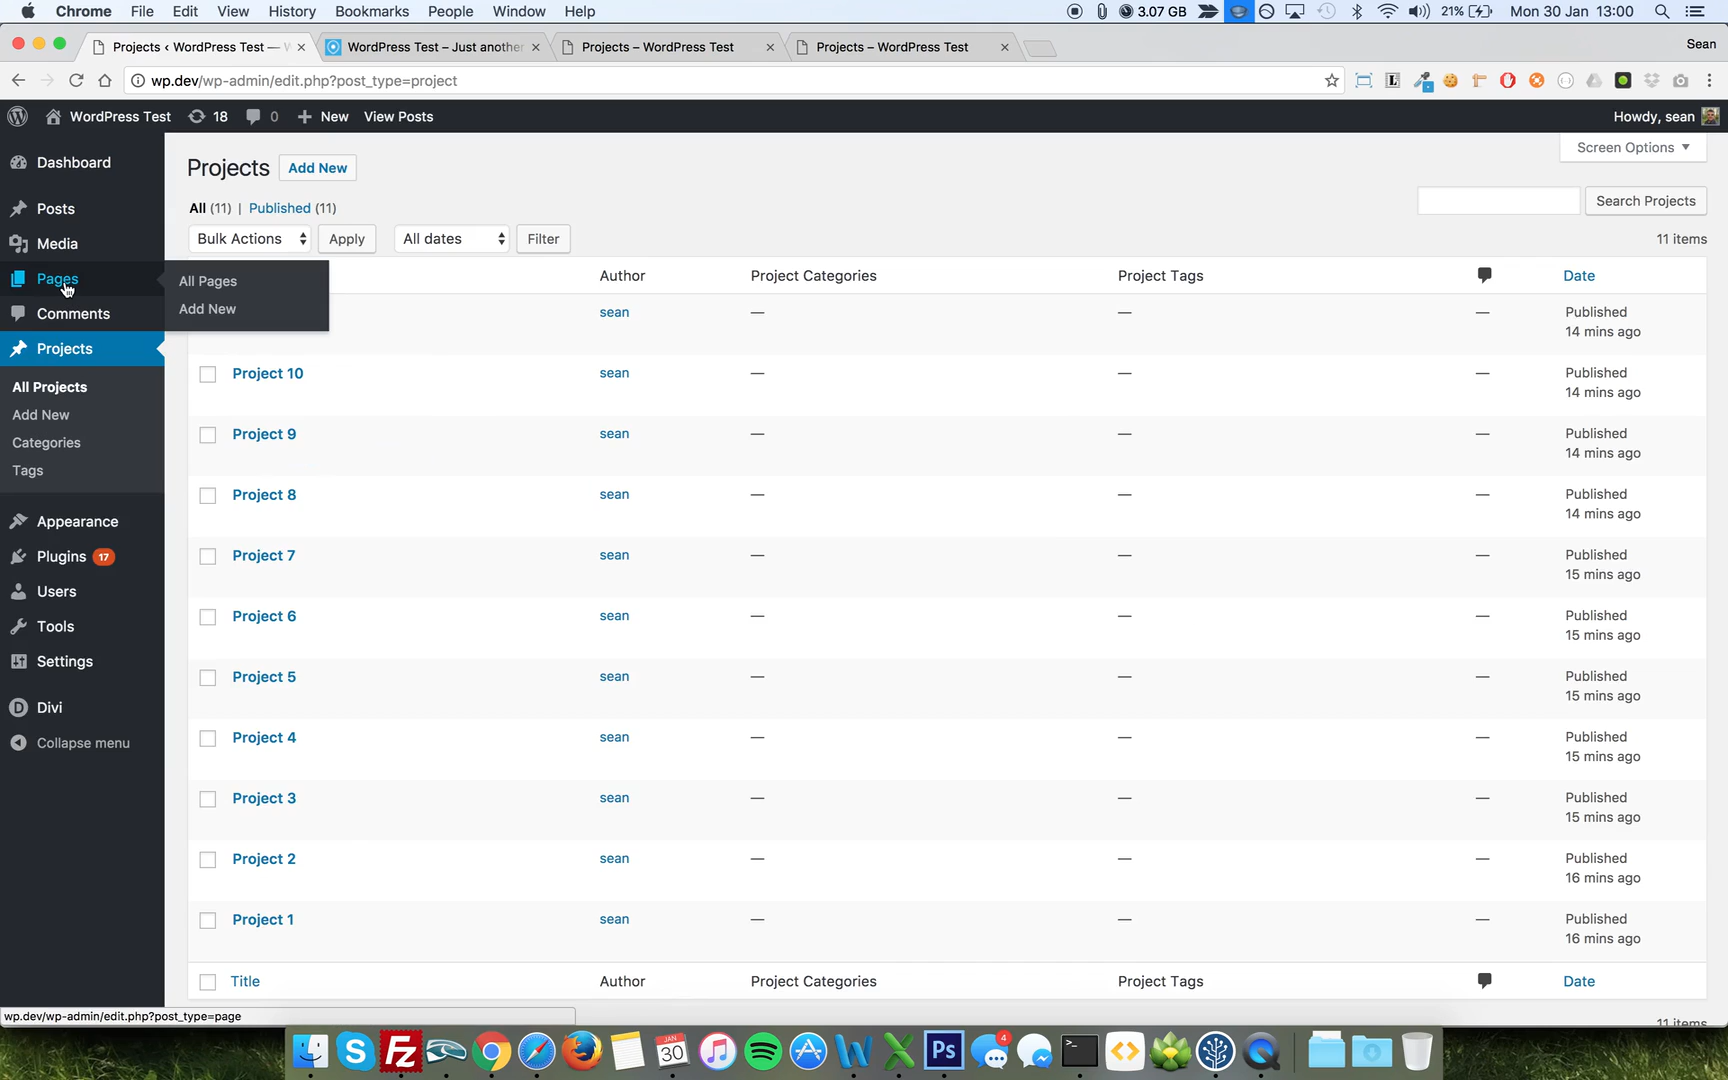 Chrome File Edit View History Bookmarks People Window Help 3.07 GB 21% Mon 30 Jan 13:00
Projects ‹ WordPress Test — W WordPress Test – Just another Projects – WordPress Test Projects – WordPress Test Sean
wp.dev/wp-admin/edit.php?post_type=project
WordPress Test 18 0 New View Posts Howdy, sean
Dashboard
Posts
Media
Pages
All Pages
Add New
Comments
Projects
All Projects
Add New
Categories
Tags
Appearance
Plugins 17
Users
Tools
Settings
Divi
Collapse menu
Screen Options
Projects Add New
Search Projects
All (11) | Published (11)
Bulk Actions Apply All dates Filter 11 items
Author Project Categories Project Tags Date
sean — — — Published
14 mins ago
Project 10 sean — — — Published
14 mins ago
Project 9 sean — — — Published
14 mins ago
Project 8 sean — — — Published
14 mins ago
Project 7 sean — — — Published
15 mins ago
Project 6 sean — — — Published
15 mins ago
Project 5 sean — — — Published
15 mins ago
Project 4 sean — — — Published
15 mins ago
Project 3 sean — — — Published
15 mins ago
Project 2 sean — — — Published
16 mins ago
Project 1 sean — — — Published
16 mins ago
Title Author Project Categories Project Tags Date
11 items
wp.dev/wp-admin/edit.php?post_type=page
Fz JAN 30 W X Ps 4